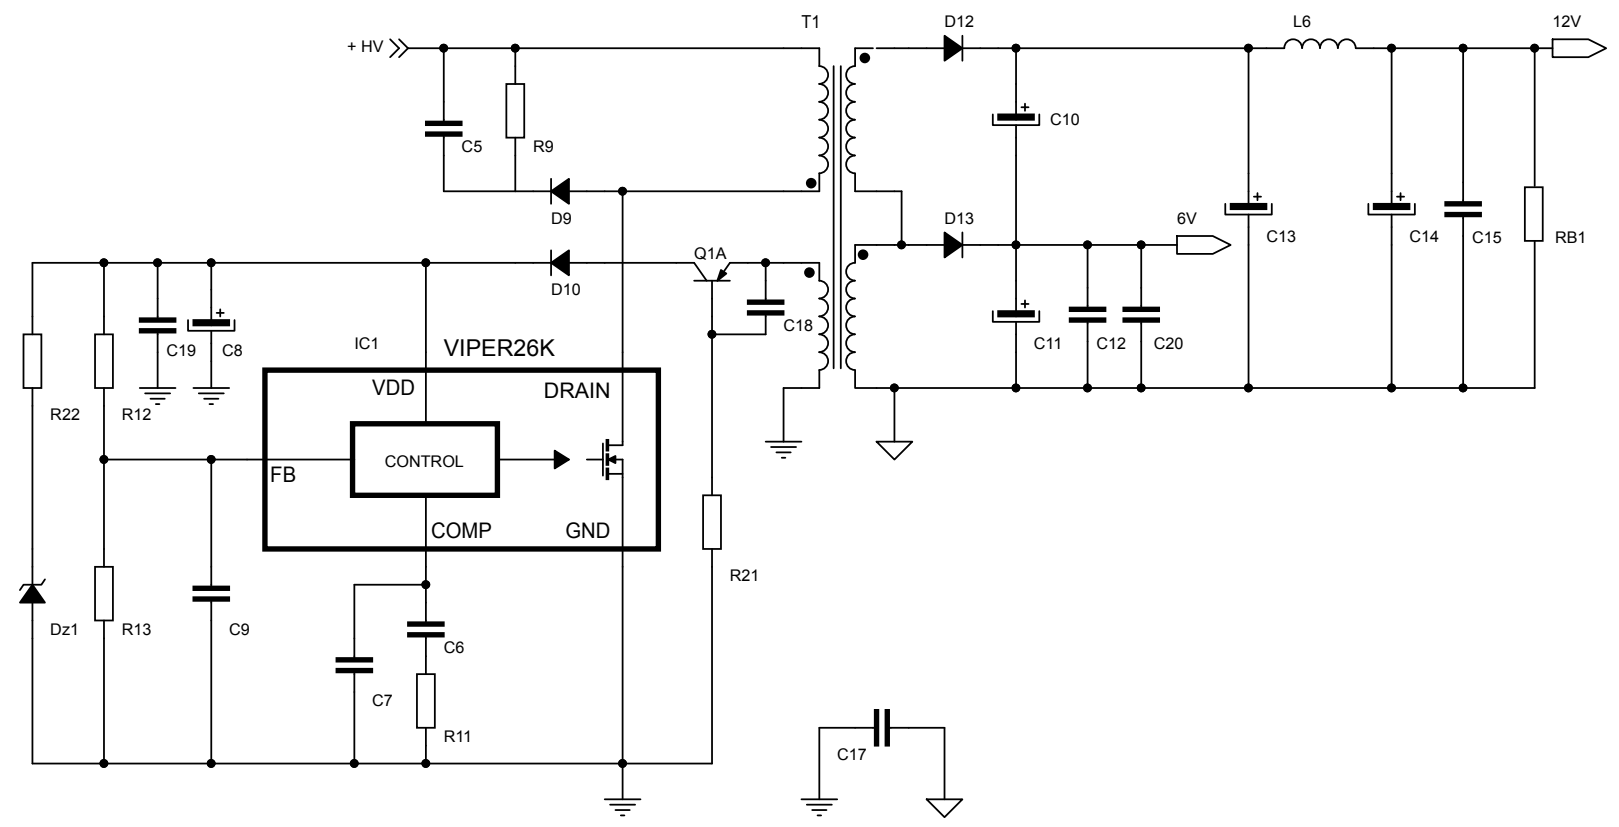 T1
D12
L6
12V
+ HV
C10
C5
R9
D9
D13
6V
C13
C14
C15
RB1
Q1A
D10
C18
C19
C8
IC1
VIPER26K
C11
C12
C20
VDD
DRAIN
R22
R12
CONTROL
FB
COMP
GND
R21
Dz1
R13
C9
C6
C7
R11
C17